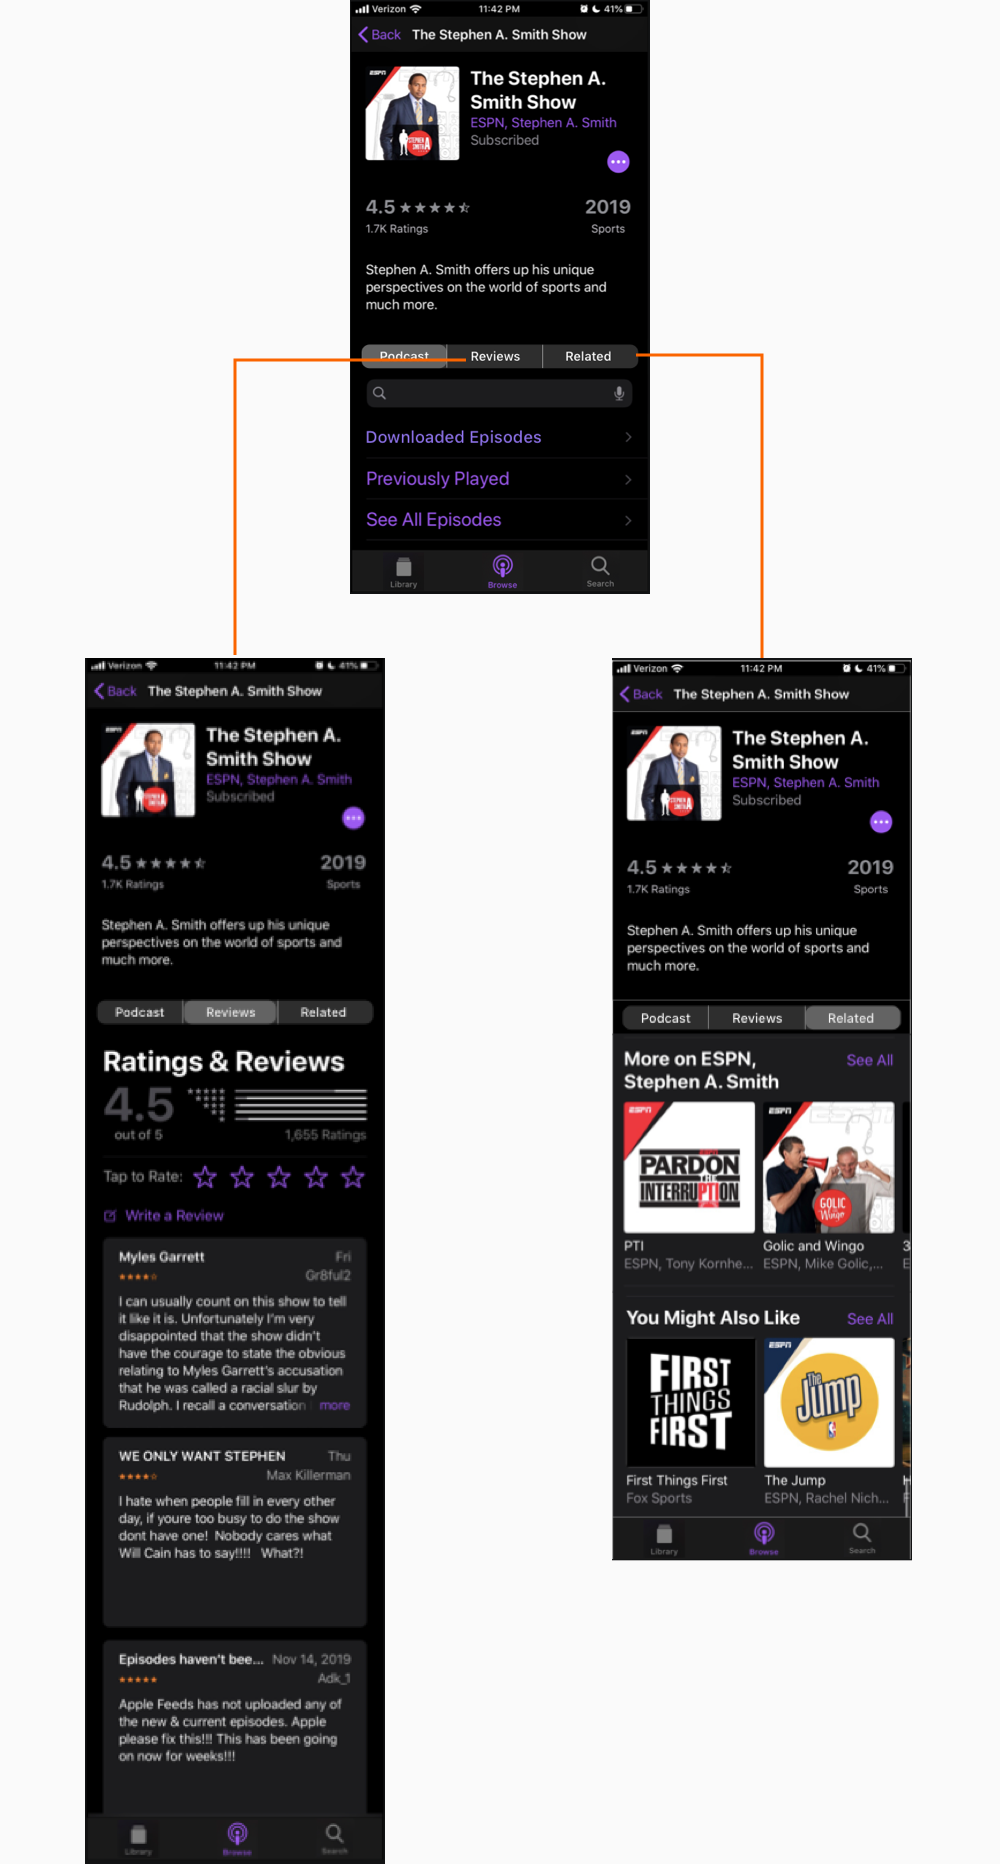 Verizon 11:42 PM 41%
Back The Stephen A. Smith Show
ESPN
The Stephen A.
Smith Show
ESPN, Stephen A. Smith
Subscribed
STEPHEN A SMITH
4.5 2019
1.7K Ratings Sports
Stephen A. Smith offers up his unique
perspectives on the world of sports and
much more.
Podcast Reviews Related
Downloaded Episodes
Previously Played
See All Episodes
Library Browse Search
Verizon 11:42 PM 41%
Back The Stephen A. Smith Show
ESPN
The Stephen A.
Smith Show
ESPN, Stephen A. Smith
Subscribed
STEPHEN A SMITH
4.5 2019
1.7K Ratings Sports
Stephen A. Smith offers up his unique
perspectives on the world of sports and
much more.
Podcast Reviews Related
Ratings & Reviews
4.5
out of 5 1,655 Ratings
Tap to Rate:
Write a Review
Myles Garrett Fri
Gr8ful2
I can usually count on this show to tell
it like it is. Unfortunately I'm very
disappointed that the show didn't
have the courage to state the obvious
relating to Myles Garrett's accusation
that he was called a racial slur by
Rudolph. I recall a conversation more
WE ONLY WANT STEPHEN Thu
Max Killerman
I hate when people fill in every other
day, if youre too busy to do the show
dont have one! Nobody cares what
Will Cain has to say!!!! What?!
Episodes haven't bee... Nov 14, 2019
Adk_1
Apple Feeds has not uploaded any of
the new & current episodes. Apple
please fix this!!! This has been going
on now for weeks!!!
Library Browse Search
Verizon 11:42 PM 41%
Back The Stephen A. Smith Show
ESPN
The Stephen A.
Smith Show
ESPN, Stephen A. Smith
Subscribed
STEPHEN A SMITH
4.5 2019
1.7K Ratings Sports
Stephen A. Smith offers up his unique
perspectives on the world of sports and
much more.
Podcast Reviews Related
More on ESPN, See All
Stephen A. Smith
ESPN
ESPN
PARDON
THE
INTERRUPTION
ESPN
GOLIC
and Wingo
PTI Golic and Wingo 3
ESPN, Tony Kornhe... ESPN, Mike Golic,... E
You Might Also Like See All
FIRST
THINGS
FIRST
ESPN
The
Jump
NBA
First Things First The Jump H
Fox Sports ESPN, Rachel Nich... F
Library Browse Search